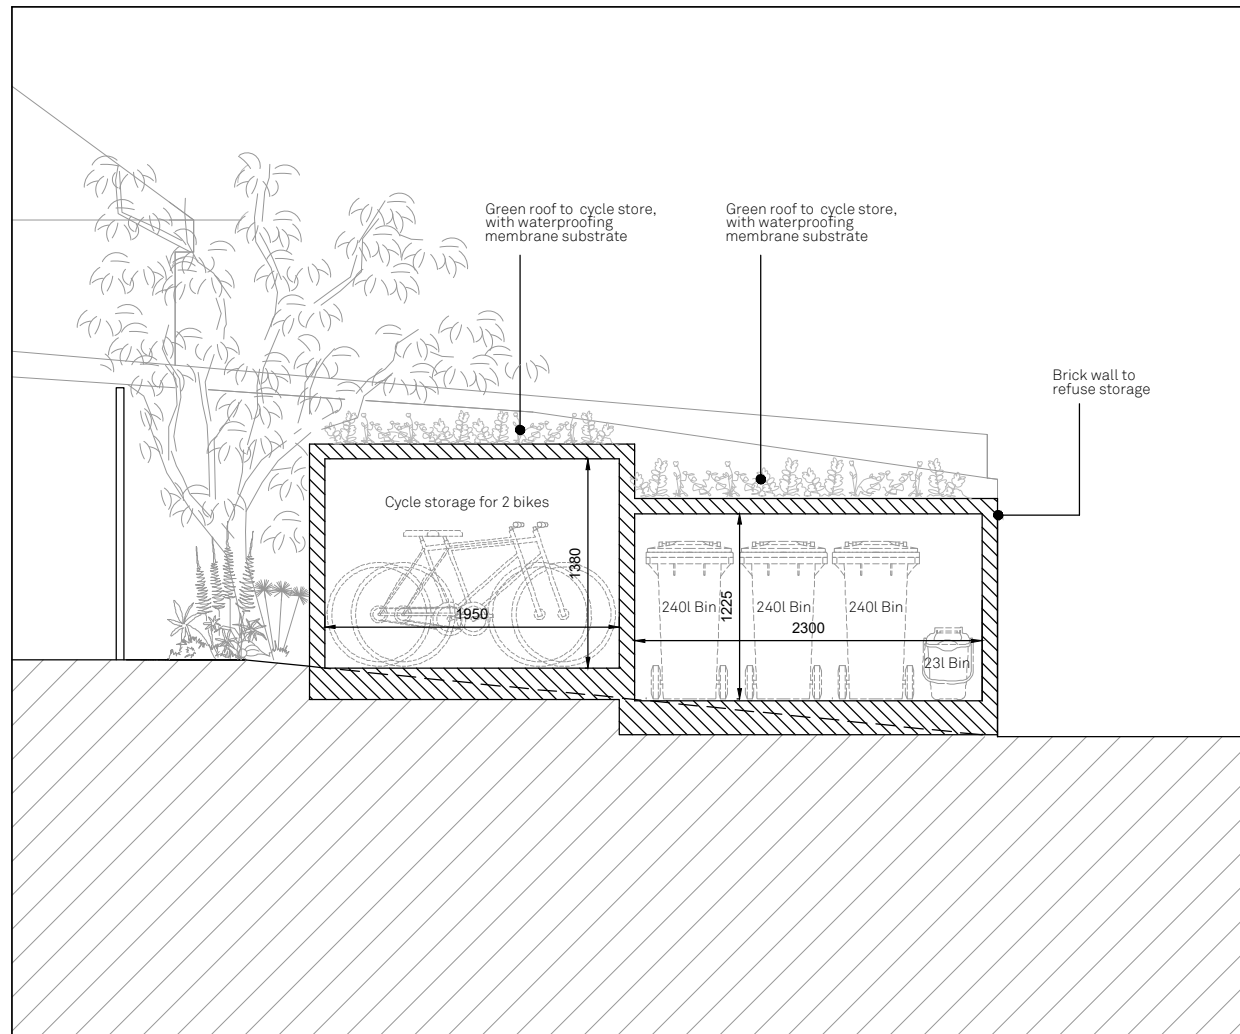 Green roof to cycle store,
with waterproofing
membrane substrate
Green roof to cycle store,
with waterproofing
membrane substrate
Brick wall to
refuse storage
Cycle storage for 2 bikes
1380
1950
1225
240l Bin
240l Bin
240l Bin
2300
23l Bin